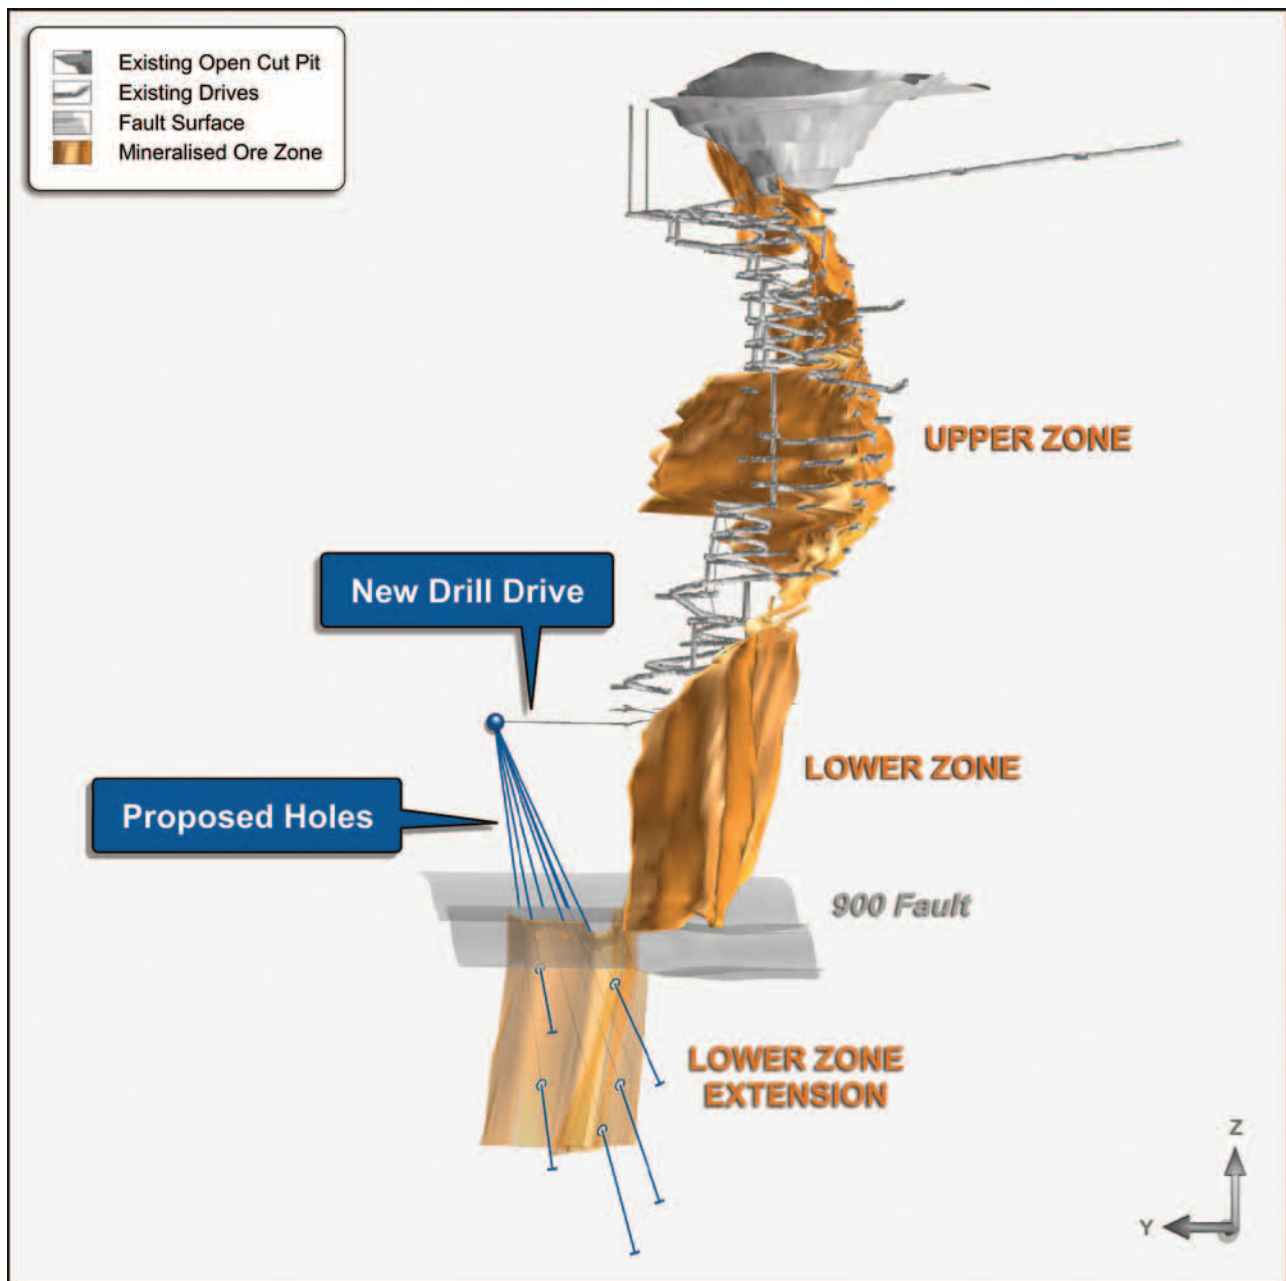 Existing Open Cut Pit
Existing Drives
Fault Surface
Mineralised Ore Zone
UPPER ZONE
New Drill Drive
LOWER ZONE
Proposed Holes
900 Fault
LOWER ZONE
EXTENSION
Z
Y